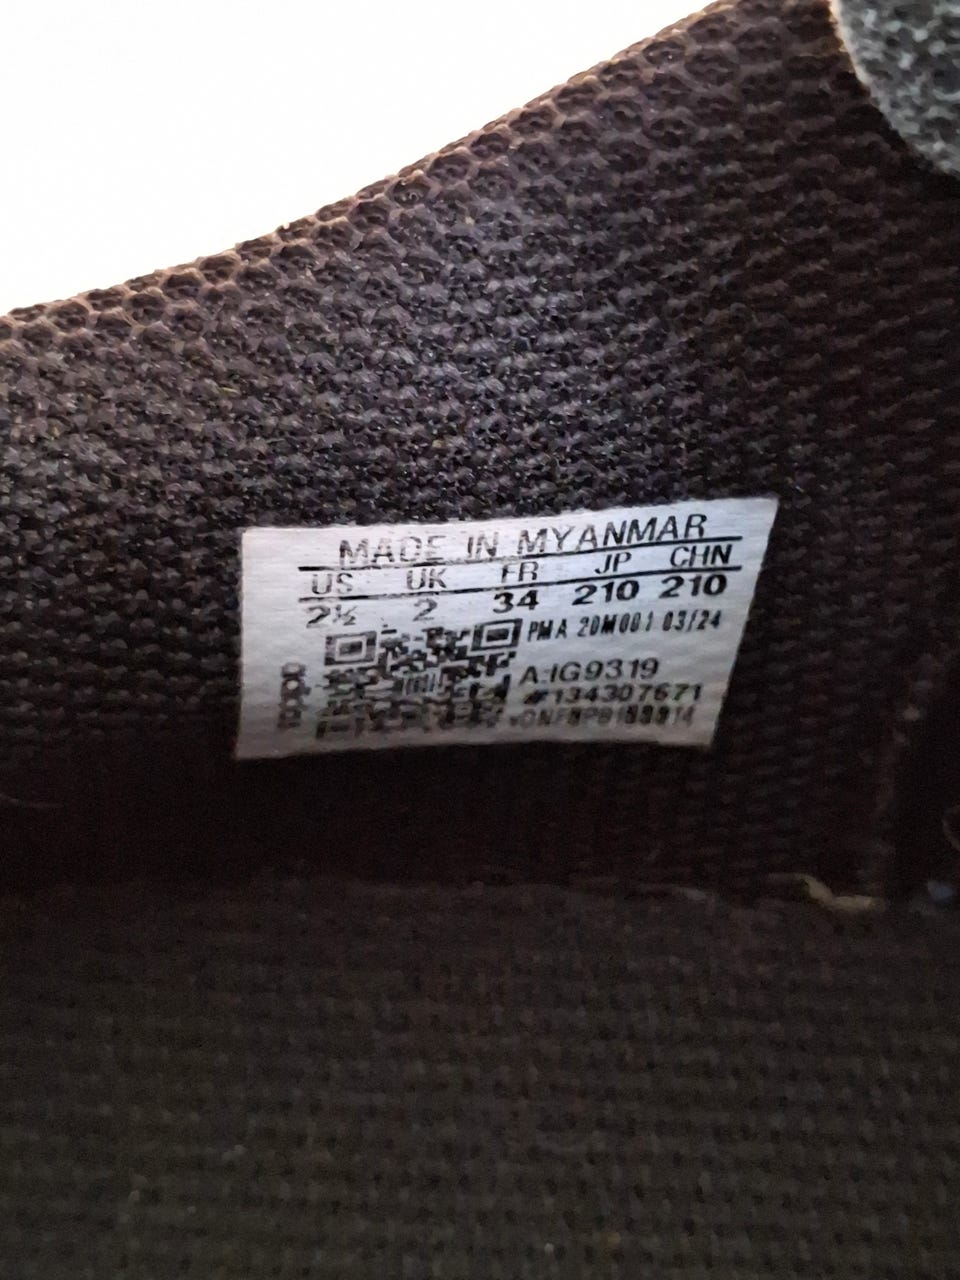 MADE IN MYANMAR
US UK FR JP CHN
2½ 2 34 210 210
PMA 20M001 03/24
A:IG9319
#134307671